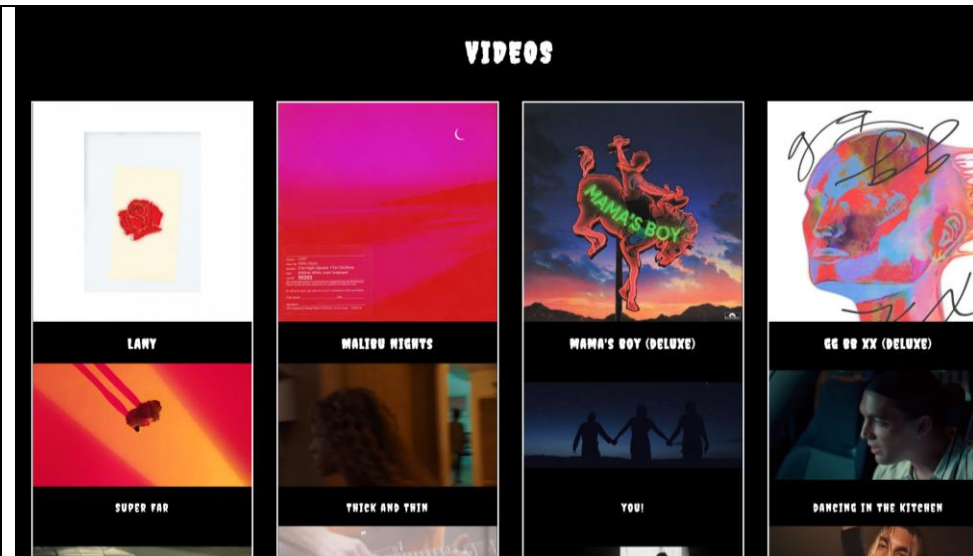 VIDEOS
MAMA'S BOY
LANY
MALIBU NIGHTS
MAMA'S BOY (DELUXE)
GG BB XX (DELUXE)
SUPER FAR
THICK AND THIN
YOU!
DANCING IN THE KITCHEN